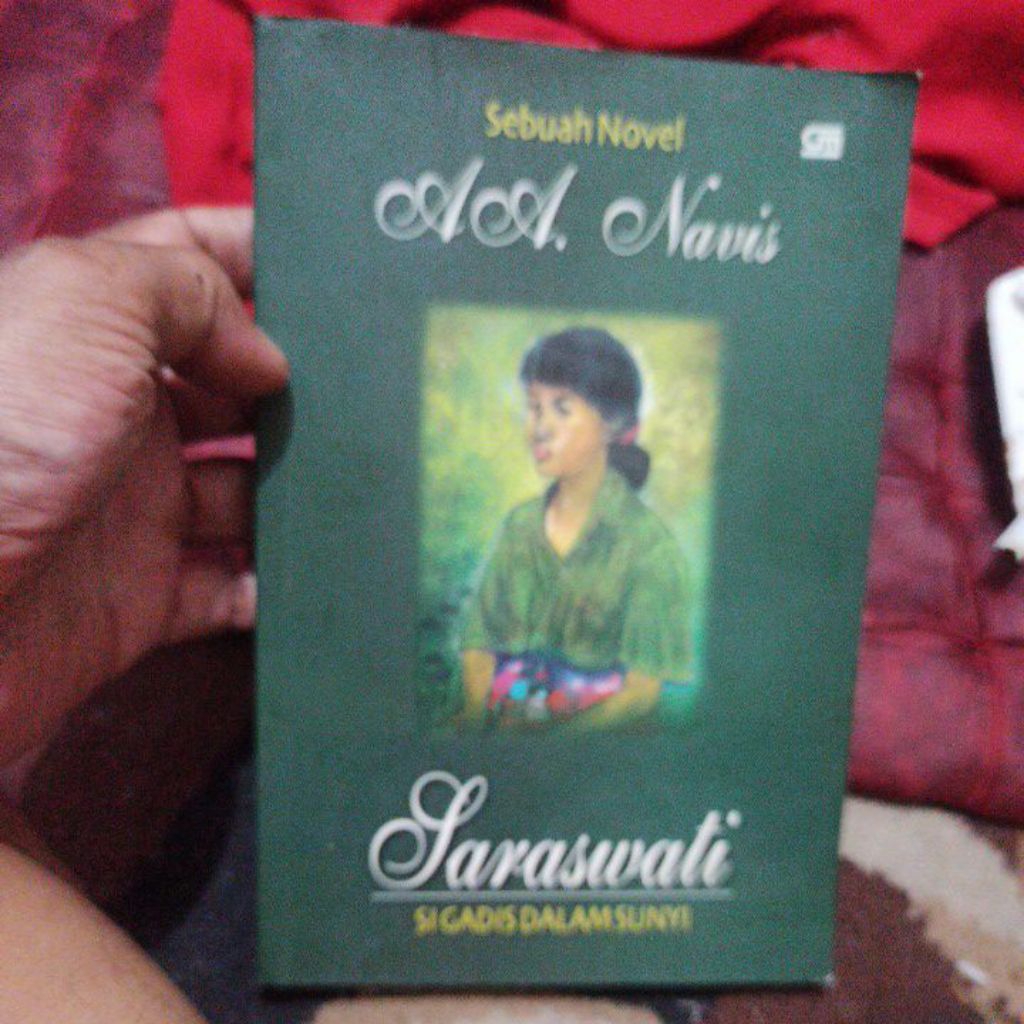 Sebuah Novel
A.A. Navis
Saraswati
SI GADIS DALAM SUNYI